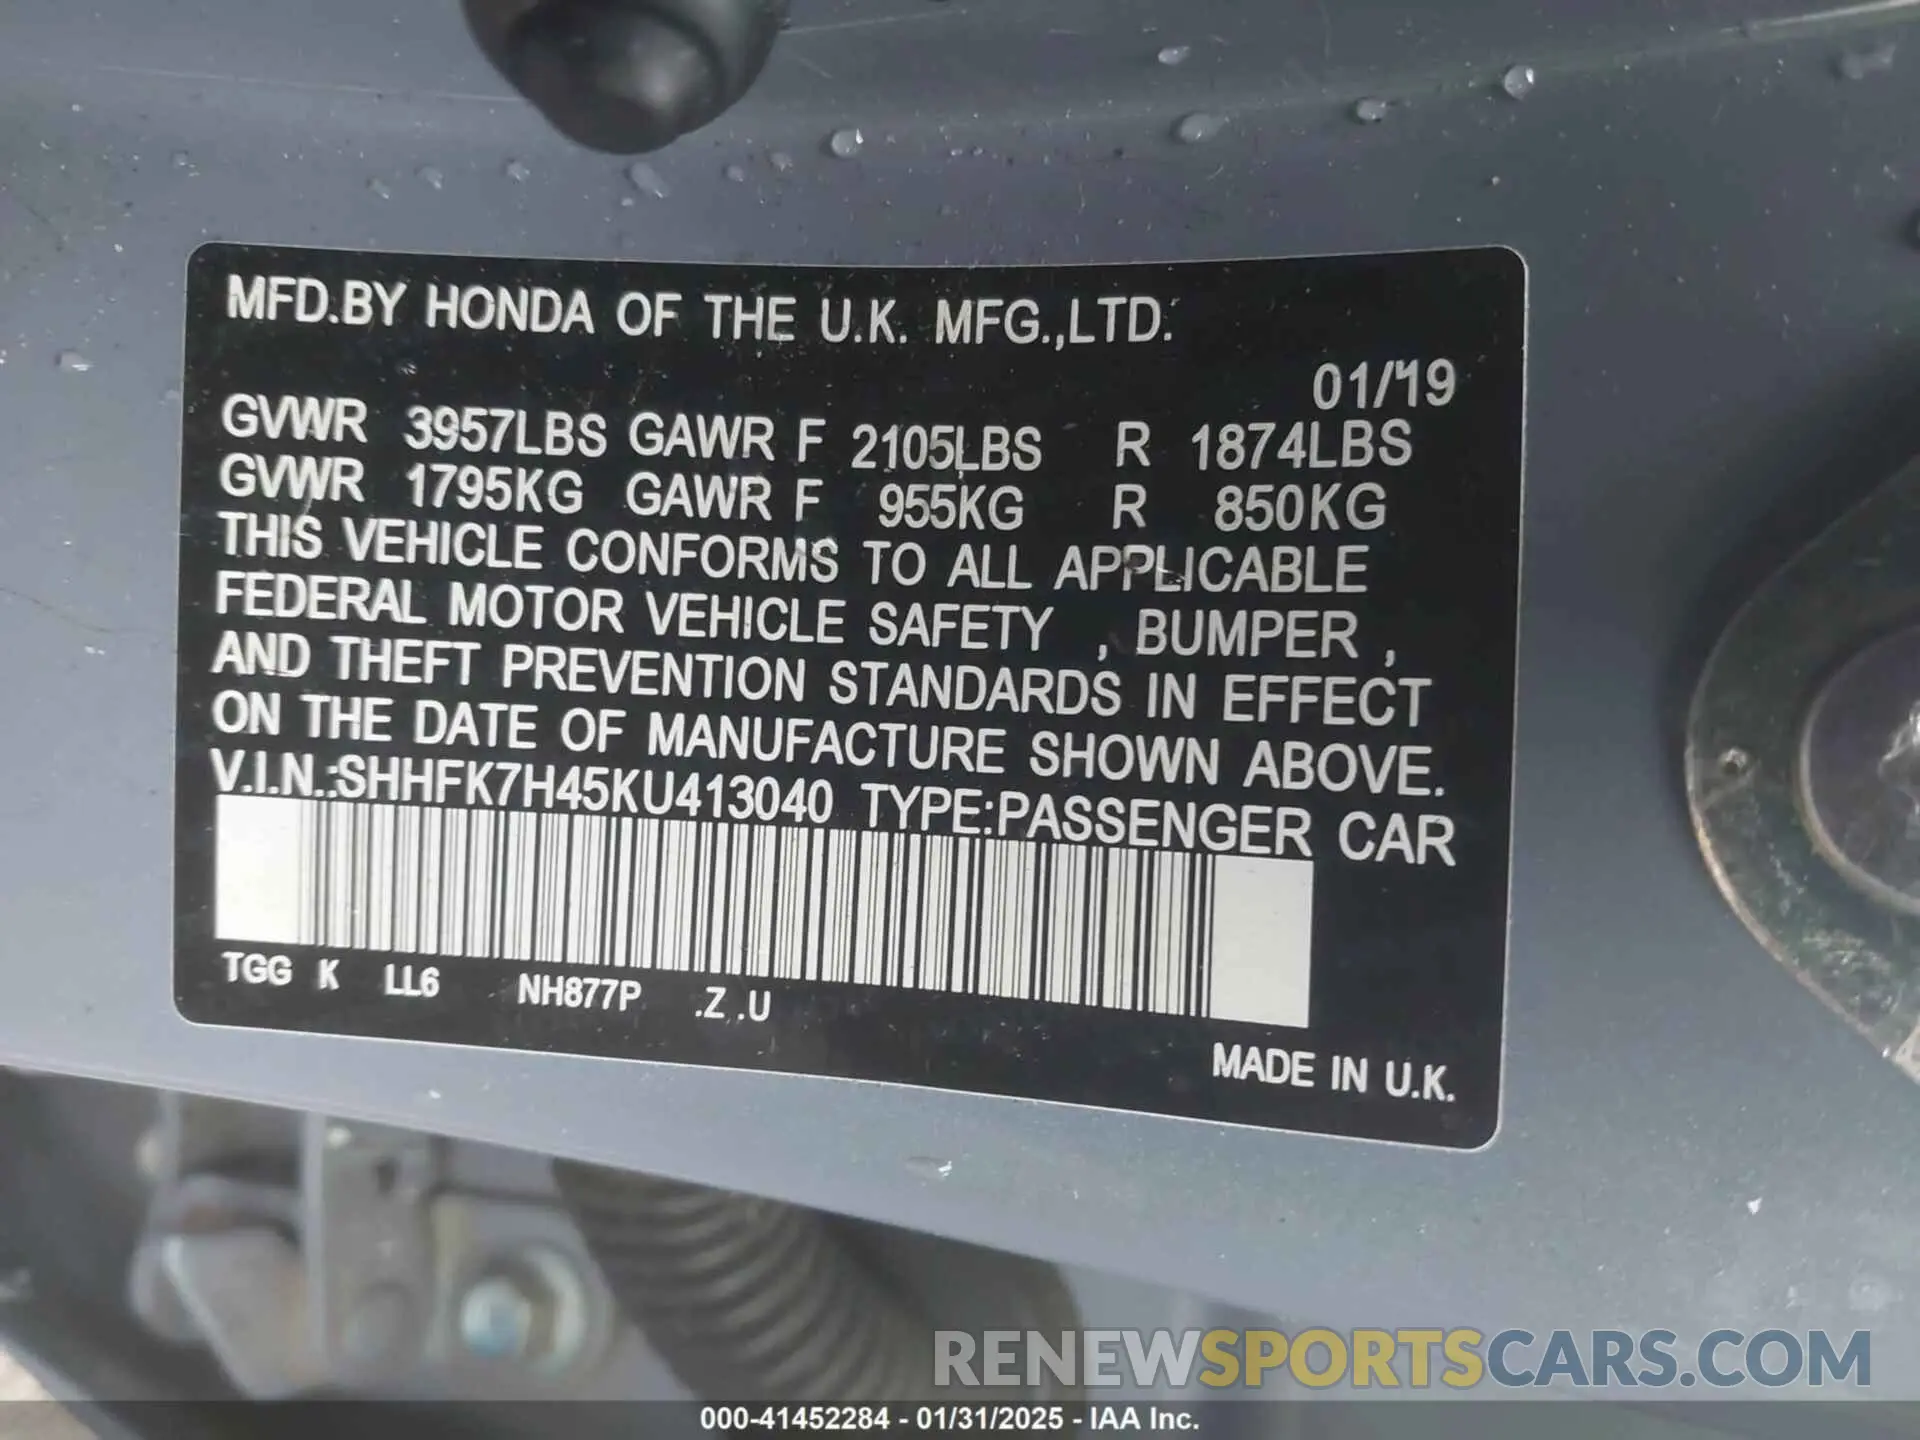 MFD.BY HONDA OF THE U.K. MFG.,LTD.
01/19
GVWR 3957LBS GAWR F 2105LBS R 1874LBS
GVWR 1795KG GAWR F 955KG R 850KG
THIS VEHICLE CONFORMS TO ALL APPLICABLE
FEDERAL MOTOR VEHICLE SAFETY , BUMPER ,
AND THEFT PREVENTION STANDARDS IN EFFECT
ON THE DATE OF MANUFACTURE SHOWN ABOVE.
V.I.N.:SHHFK7H45KU413040 TYPE:PASSENGER CAR
TGG K LL6 NH877P .Z .U
MADE IN U.K.
RENEWSPORTSCARS.COM
000-41452284 - 01/31/2025 - IAA Inc.